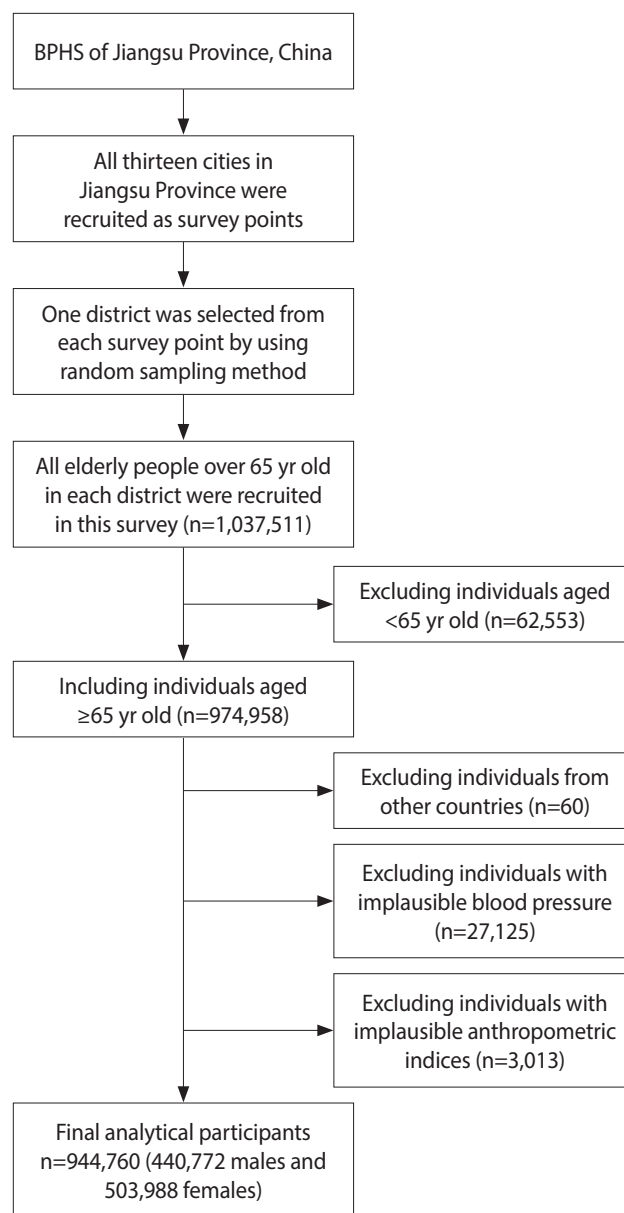 BPHS of Jiangsu Province, China
All thirteen cities in
Jiangsu Province were
recruited as survey points
One district was selected from
each survey point by using
random sampling method
All elderly people over 65 yr old
in each district were recruited
in this survey (n=1,037,511)
Excluding individuals aged
<65 yr old (n=62,553)
Including individuals aged
≥65 yr old (n=974,958)
Excluding individuals from
other countries (n=60)
Excluding individuals with
implausible blood pressure
(n=27,125)
Excluding individuals with
implausible anthropometric
indices (n=3,013)
Final analytical participants
n=944,760 (440,772 males and
503,988 females)